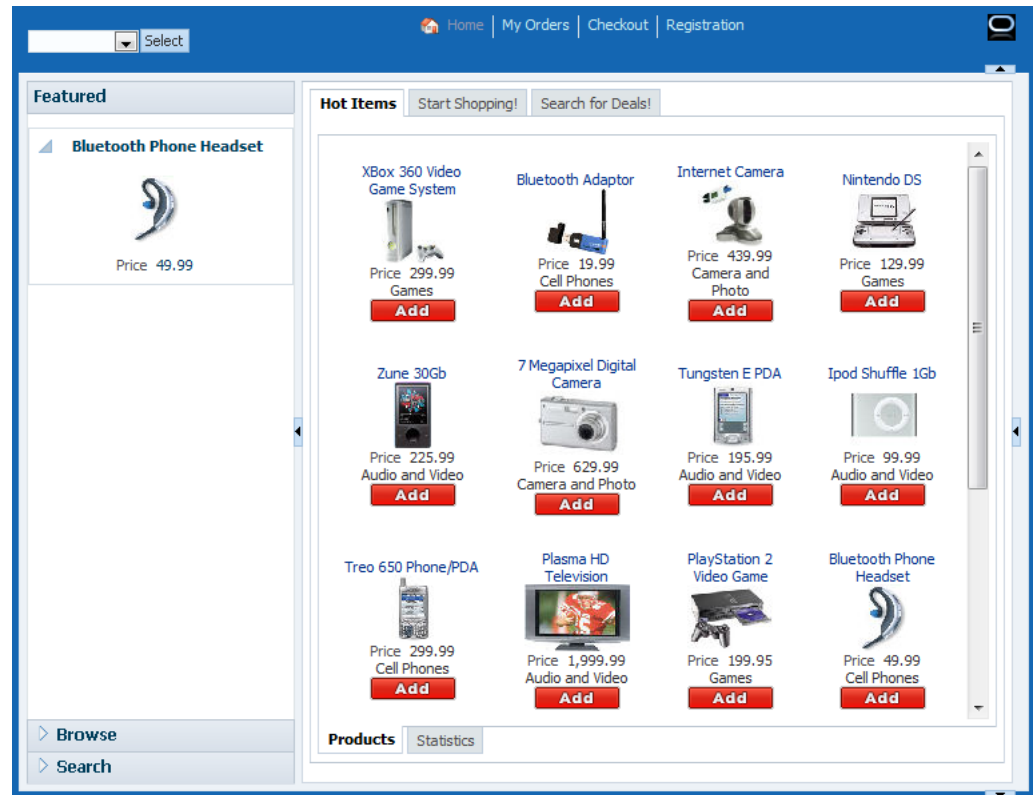 Select
Home
My Orders
Checkout
Registration
Featured
Bluetooth Phone Headset
Price 49.99
Browse
Search
Hot Items
Start Shopping!
Search for Deals!
XBox 360 Video
Game System
Price 299.99
Games
Add
Bluetooth Adaptor
Price 19.99
Cell Phones
Add
Internet Camera
Price 439.99
Camera and
Photo
Add
Nintendo DS
Price 129.99
Games
Add
Zune 30Gb
Price 225.99
Audio and Video
Add
7 Megapixel Digital
Camera
Price 629.99
Camera and Photo
Add
Tungsten E PDA
Price 195.99
Audio and Video
Add
Ipod Shuffle 1Gb
Price 99.99
Audio and Video
Add
Treo 650 Phone/PDA
Price 299.99
Cell Phones
Add
Plasma HD
Television
Price 1,999.99
Audio and Video
Add
PlayStation 2
Video Game
Price 199.95
Games
Add
Bluetooth Phone
Headset
Price 49.99
Cell Phones
Add
Products
Statistics